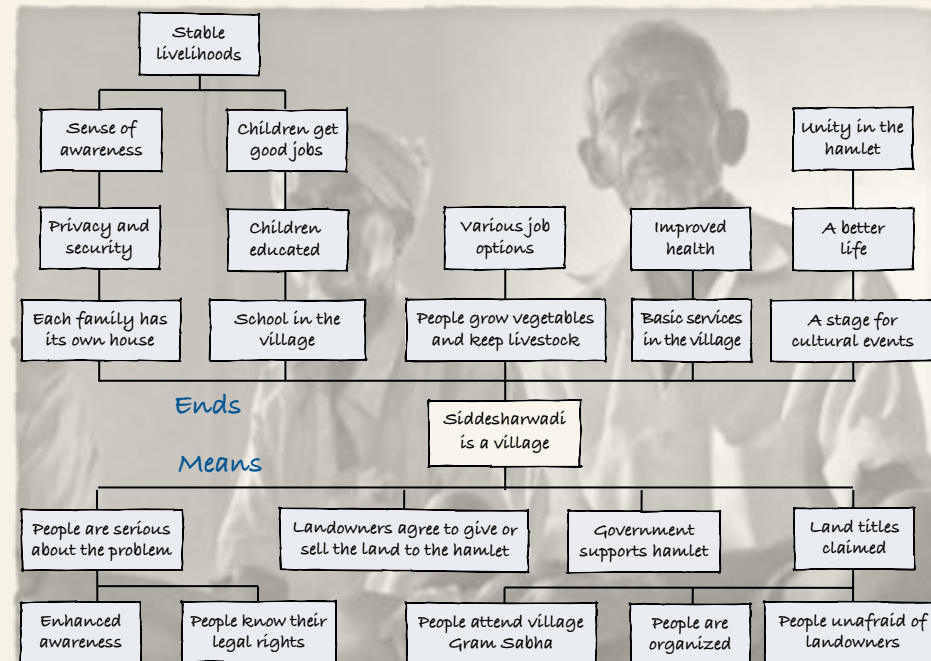 Stable
livelihoods
Sense of
awareness
Children get
good jobs
Unity in the
hamlet
Privacy and
security
Children
educated
Various job
options
Improved
health
A better
life
Each family has
its own house
School in the
village
People grow vegetables
and keep livestock
Basic services
in the village
A stage for
cultural events
Ends
Siddesharwadi
is a village
Means
People are serious
about the problem
Landowners agree to give or
sell the land to the hamlet
Government
supports hamlet
Land titles
claimed
Enhanced
awareness
People know their
legal rights
People attend village
Gram Sabha
People are
organized
People unafraid of
landowners